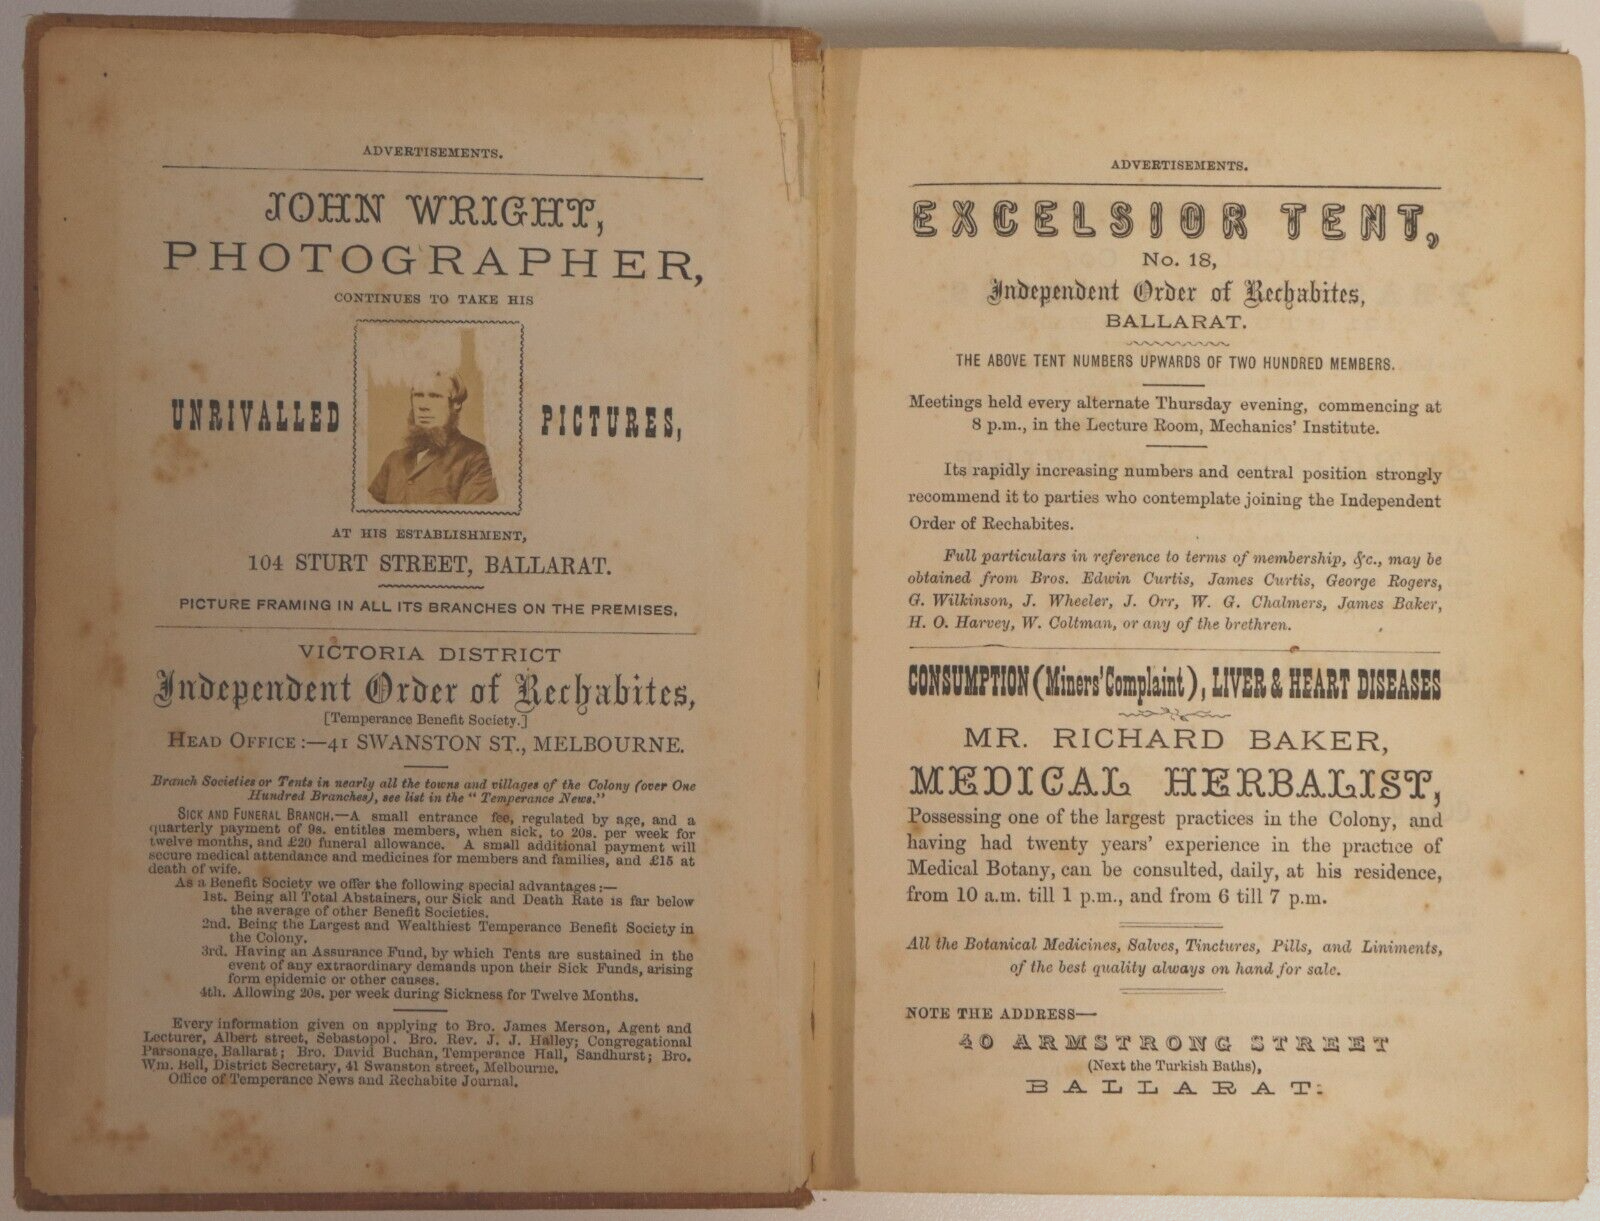 ADVERTISEMENTS.
JOHN WRIGHT,
PHOTOGRAPHER,
CONTINUES TO TAKE HIS
UNRIVALLED PICTURES,
AT HIS ESTABLISHMENT,
104 STURT STREET, BALLARAT.
PICTURE FRAMING IN ALL ITS BRANCHES ON THE PREMISES,
VICTORIA DISTRICT
Independent Order of Rechabites,
[Temperance Benefit Society.]
HEAD OFFICE:—41 SWANSTON ST., MELBOURNE.
Branch Societies or Tents in nearly all the towns and villages of the Colony (over One
Hundred Branches), see list in the "Temperance News."
SICK AND FUNERAL BRANCH.—A small entrance fee, regulated by age, and a
quarterly payment of 9s. entitles members, when sick, to 20s. per week for
twelve months, and £20 funeral allowance. A small additional payment will
secure medical attendance and medicines for members and families, and £15 at
death of wife.
As a Benefit Society we offer the following special advantages:—
1st. Being all Total Abstainers, our Sick and Death Rate is far below
the average of other Benefit Societies.
2nd. Being the Largest and Wealthiest Temperance Benefit Society in
the Colony.
3rd. Having an Assurance Fund, by which Tents are sustained in the
event of any extraordinary demands upon their Sick Funds, arising
form epidemic or other causes.
4th. Allowing 20s. per week during Sickness for Twelve Months.
Every information given on applying to Bro. James Merson, Agent and
Lecturer, Albert street, Sebastopol. Bro. Rev. J. J. Halley; Congregational
Parsonage, Ballarat; Bro. David Buchan, Temperance Hall, Sandhurst; Bro.
Wm. Bell, District Secretary, 41 Swanston street, Melbourne.
Office of Temperance News and Rechabite Journal.
ADVERTISEMENTS.
EXCELSIOR TENT,
No. 18,
Independent Order of Rechabites,
BALLARAT.
THE ABOVE TENT NUMBERS UPWARDS OF TWO HUNDRED MEMBERS.
Meetings held every alternate Thursday evening, commencing at
8 p.m., in the Lecture Room, Mechanics' Institute.
Its rapidly increasing numbers and central position strongly
recommend it to parties who contemplate joining the Independent
Order of Rechabites.
Full particulars in reference to terms of membership, &c., may be
obtained from Bros. Edwin Curtis, James Curtis, George Rogers,
G. Wilkinson, J. Wheeler, J. Orr, W. G. Chalmers, James Baker,
H. O. Harvey, W. Coltman, or any of the brethren.
CONSUMPTION (Miners' Complaint), LIVER & HEART DISEASES
MR. RICHARD BAKER,
MEDICAL HERBALIST,
Possessing one of the largest practices in the Colony, and
having had twenty years' experience in the practice of
Medical Botany, can be consulted, daily, at his residence,
from 10 a.m. till 1 p.m., and from 6 till 7 p.m.
All the Botanical Medicines, Salves, Tinctures, Pills, and Liniments,
of the best quality always on hand for sale.
NOTE THE ADDRESS—
40 ARMSTRONG STREET
(Next the Turkish Baths),
BALLARAT.